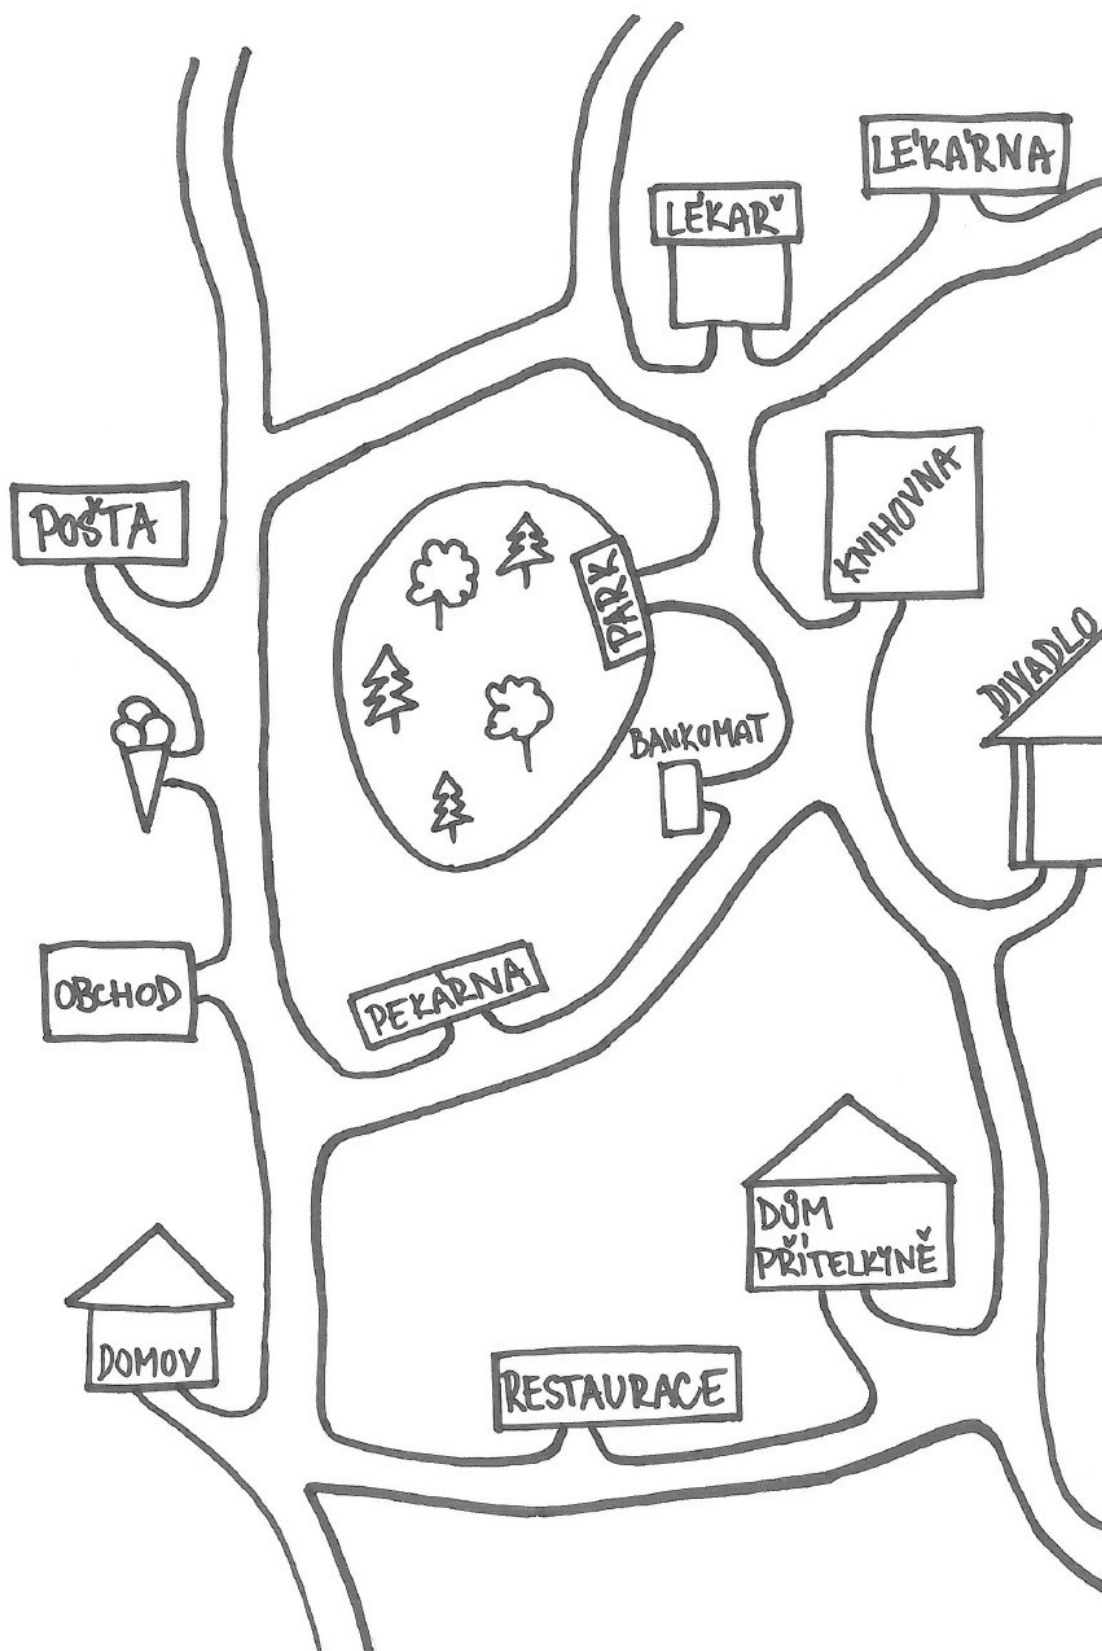 LÉKÁRNA
LÉKAŘ
POŠTA
KNIHOVNA
PARK
DIVADLO
BANKOMAT
OBCHOD
PEKÁRNA
DŮM
PŘÍTELKYNĚ
DOMOV
RESTAURACE